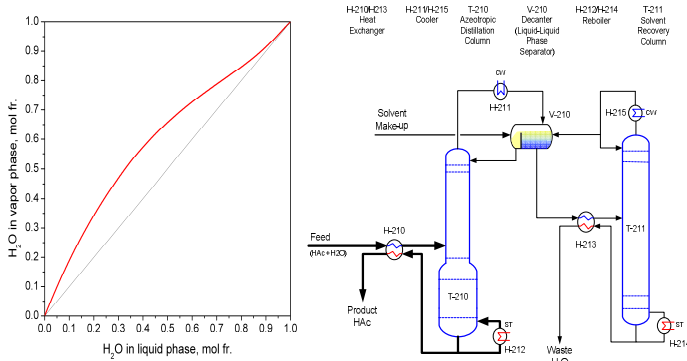 H-210/H213
Heat
Exchanger
H-211/H-215
Cooler
T-210
Azeotropic
Distillation
Column
V-210
Decanter
(Liquid-Liquid
Phase
Separator)
H-212/H-214
Reboiler
T-211
Solvent
Recovery
Column
H2O in vapor phase, mol fr.
1.0
0.9
0.8
0.7
0.6
0.5
0.4
0.3
0.2
0.1
0.0
0.0 0.1 0.2 0.3 0.4 0.5 0.6 0.7 0.8 0.9 1.0
H2O in liquid phase, mol fr.
CW
H-211
V-210
H-215
CW
Solvent
Make-up
T-211
H-210
Feed
(HAc+H2O)
H-213
T-210
Product
HAc
ST
H-212
ST
H-214
Waste